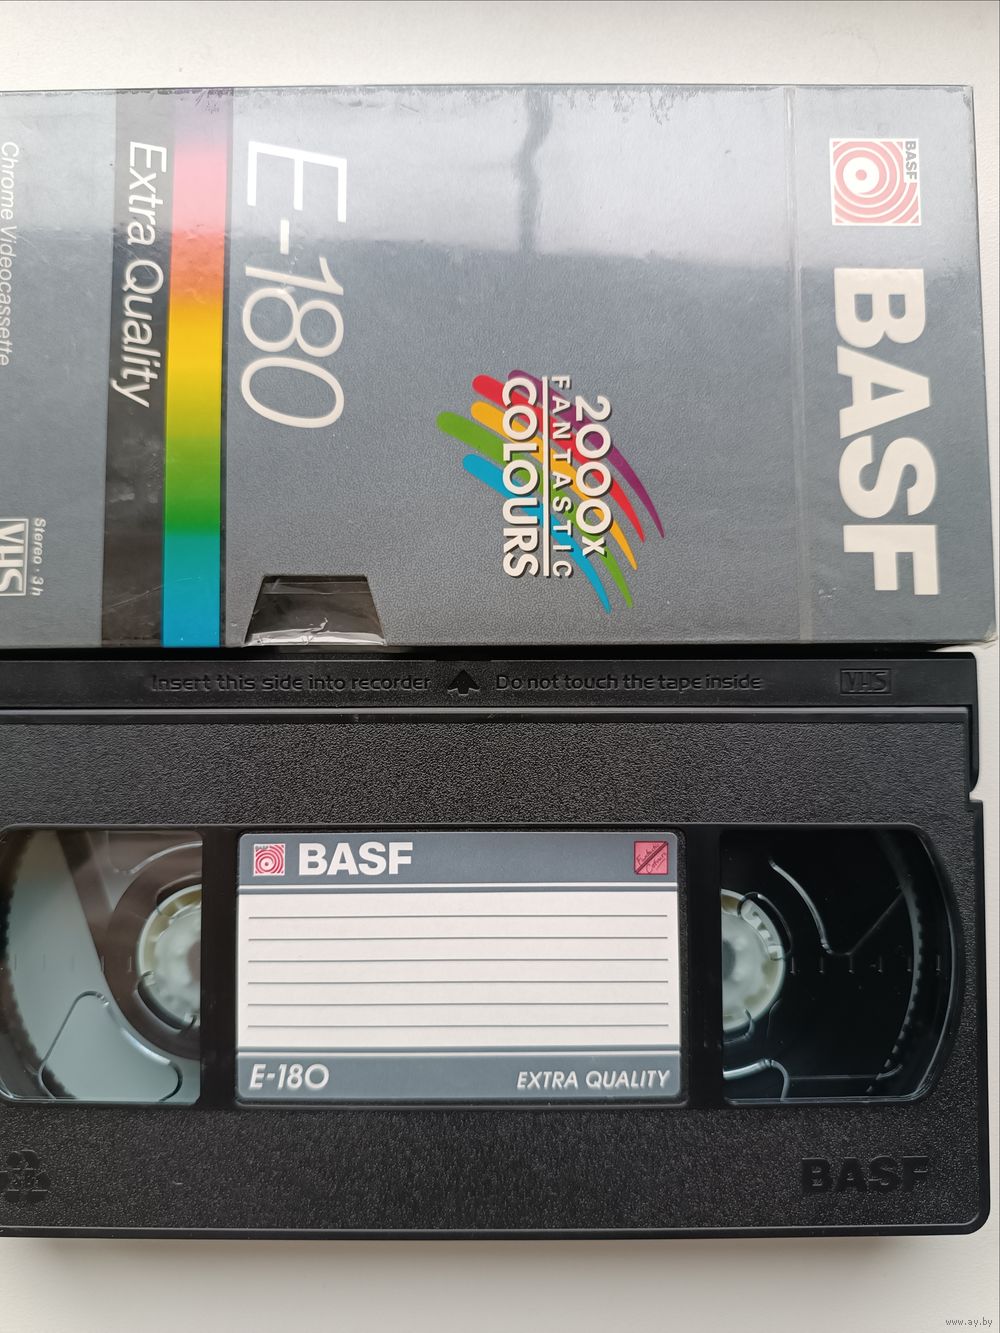 BASF
BASF
2000x
FANTASTIC
COLOURS
E-180
Extra Quality
Chrome Videocassette
Stereo · 3h
VHS
Insert this side into recorder
Do not touch the tape inside
VHS
BASF
E-180
EXTRA QUALITY
BASF
www.ay.by